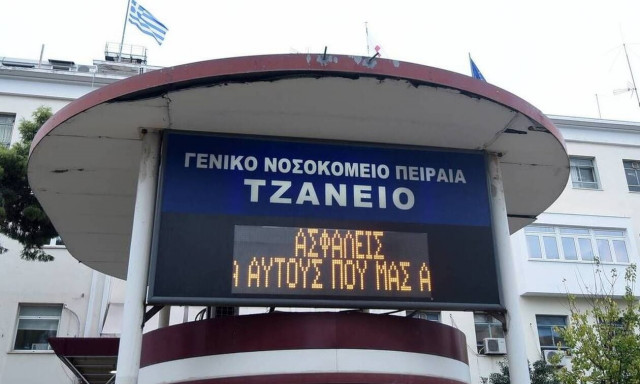 ΓΕΝΙΚΟ ΝΟΣΟΚΟΜΕΙΟ ΠΕΙΡΑΙΑ
ΤΖΑΝΕΙΟ
ΑΣΦΑΛΕΙΣ
Α ΑΥΤΟΥΣ ΠΟΥ ΜΑΣ Α